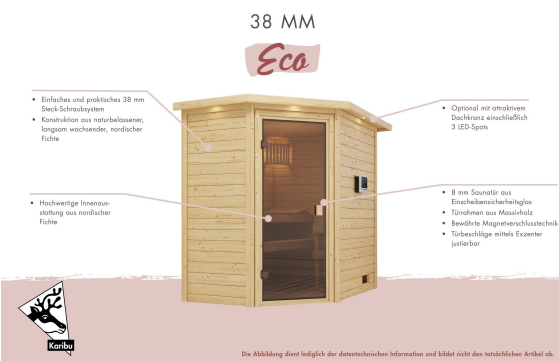 38 MM
Eco
• Einfaches und praktisches 38 mm
Steck-Schraubsystem
• Konstruktion aus naturbelassener,
langsam wachsender, nordischer
Fichte
• Optional mit attraktivem
Dachkranz einschließlich
3 LED-Spots
• Hochwertige Innenaus-
stattung aus nordischer
Fichte
• 8 mm Saunatür aus
Einscheibensicherheitsglas
• Türrahmen aus Massivholz
• Bewährte Magnetverschlusstechnik
• Türbeschläge mittels Exzenter
justierbar
Karibu
Die Abbildung dient lediglich der datentechnischen Information und bildet nicht den tatsächlichen Artikel ab.